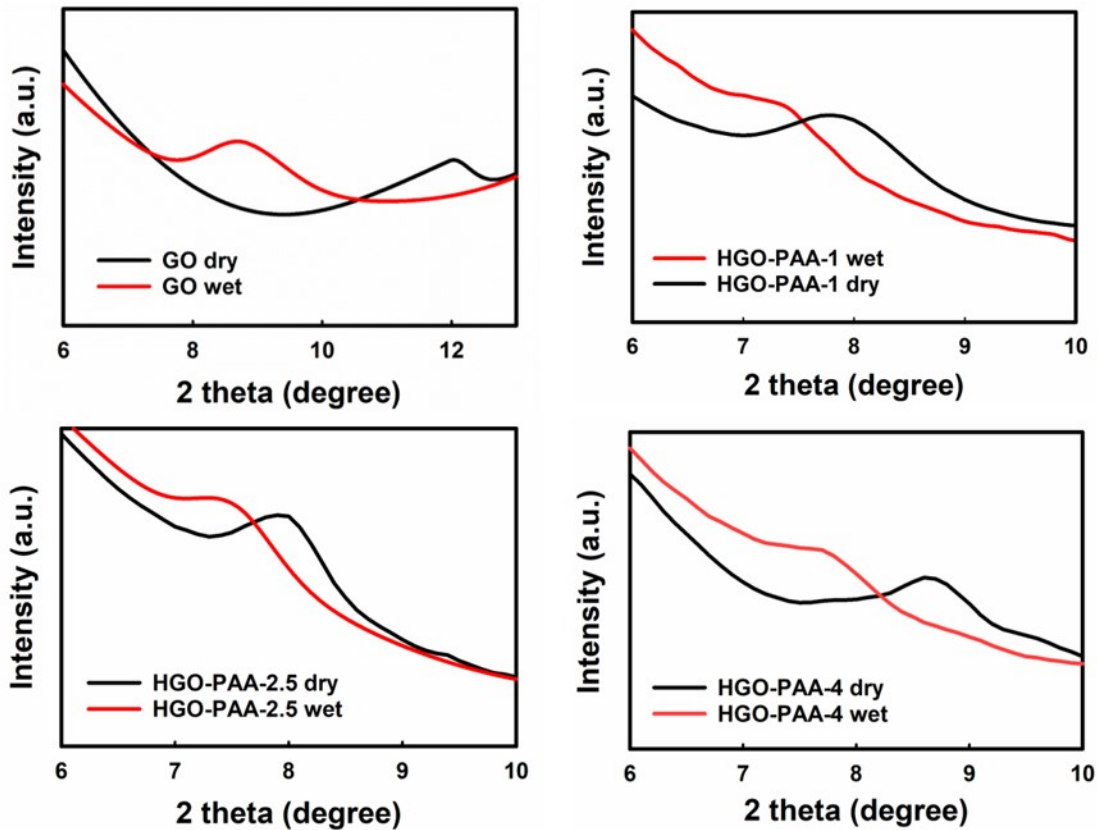 Intensity (a.u.)
GO dry
GO wet
6 8 10 12
2 theta (degree)
Intensity (a.u.)
HGO-PAA-1 wet
HGO-PAA-1 dry
6 7 8 9 10
2 theta (degree)
Intensity (a.u.)
HGO-PAA-2.5 dry
HGO-PAA-2.5 wet
6 7 8 9 10
2 theta (degree)
Intensity (a.u.)
HGO-PAA-4 dry
HGO-PAA-4 wet
6 7 8 9 10
2 theta (degree)